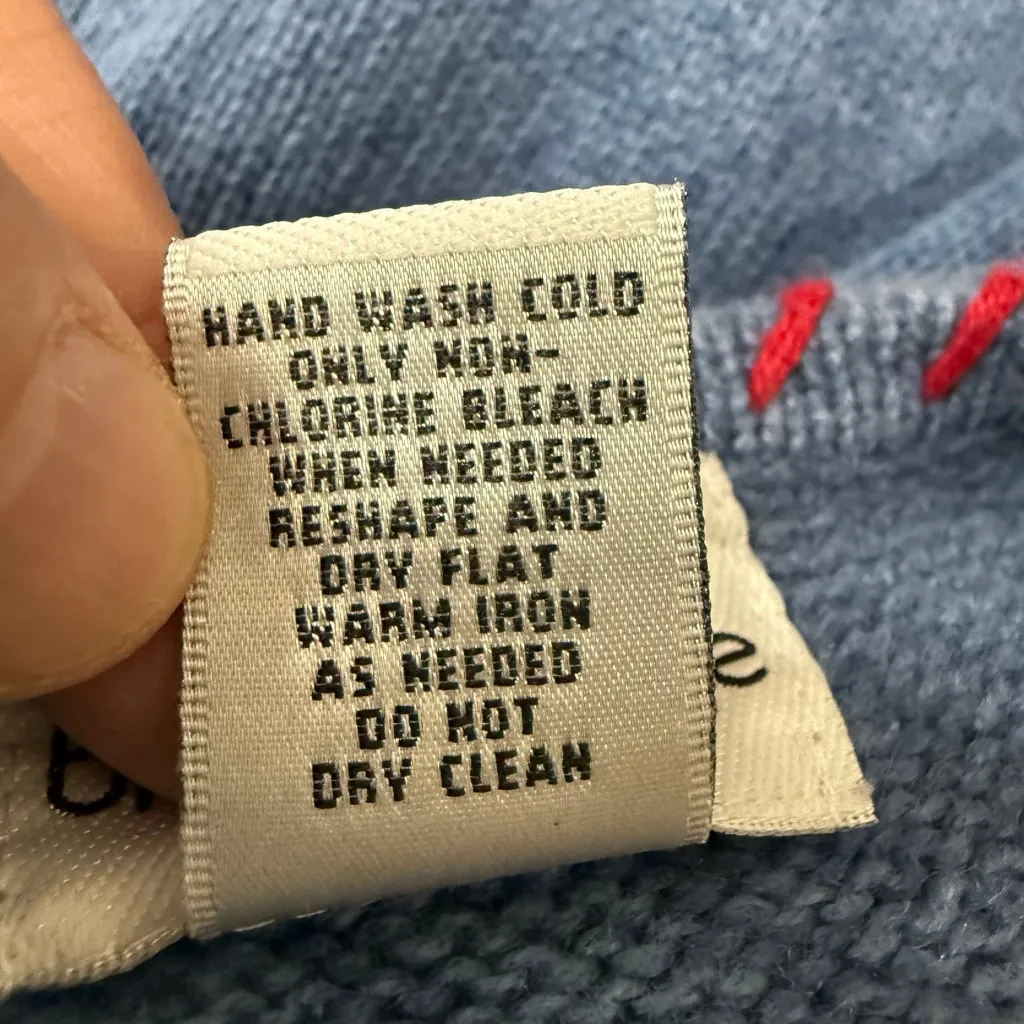 HAND WASH COLD
ONLY NON-
CHLORINE BLEACH
WHEN NEEDED
RESHAPE AND
DRY FLAT
WARM IRON
AS NEEDED
DO NOT
DRY CLEAN